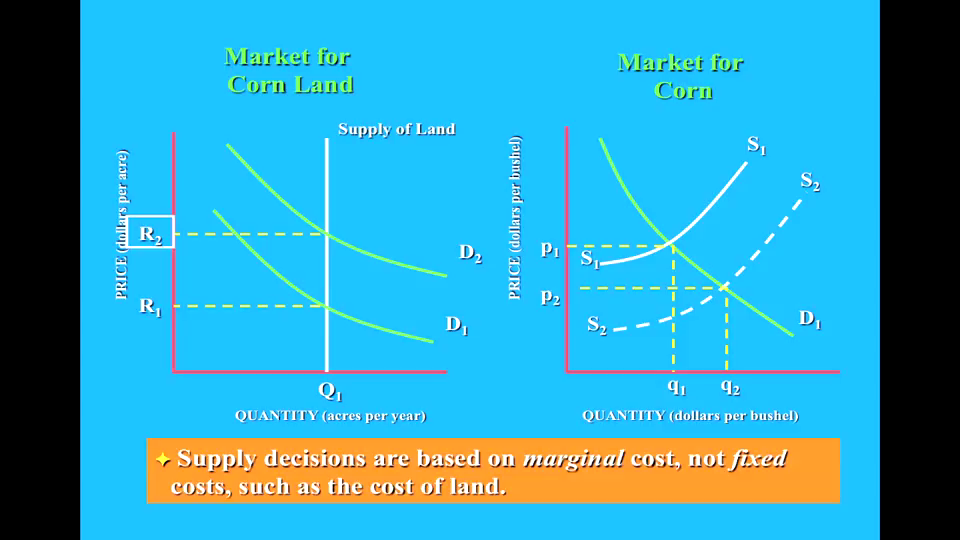 Market for
Corn Land
Supply of Land
PRICE (dollars per acre)
R2
R1
D2
D1
Q1
QUANTITY (acres per year)
Market for
Corn
PRICE (dollars per bushel)
S1
S2
p1
S1
p2
S2
D1
q1 q2
QUANTITY (dollars per bushel)
Supply decisions are based on marginal cost, not fixed
costs, such as the cost of land.